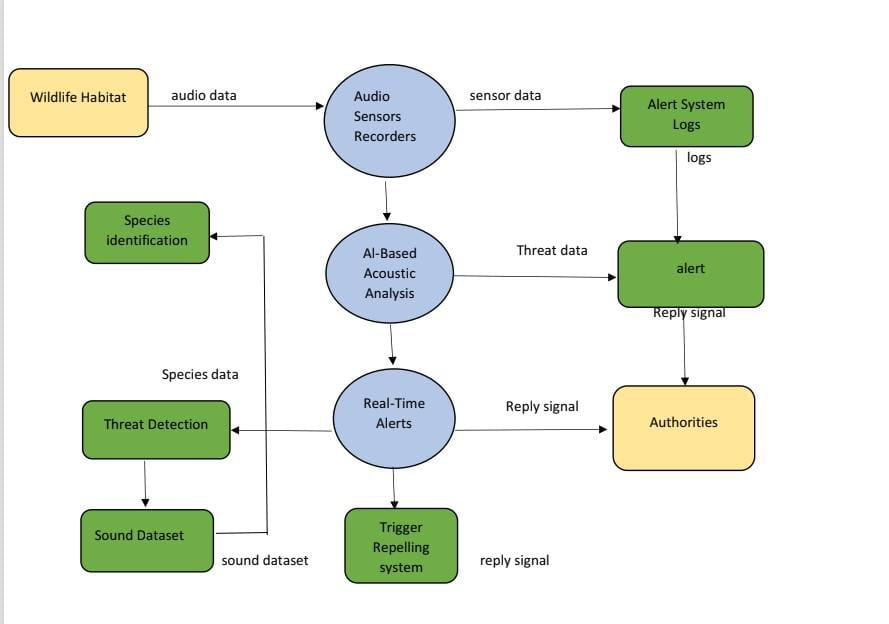 Wildlife Habitat
audio data
Audio
Sensors
Recorders
sensor data
Alert System
Logs
logs
Species
identification
AI-Based
Acoustic
Analysis
Threat data
alert
Reply signal
Species data
Threat Detection
Real-Time
Alerts
Reply signal
Authorities
Sound Dataset
sound dataset
Trigger
Repelling
system
reply signal